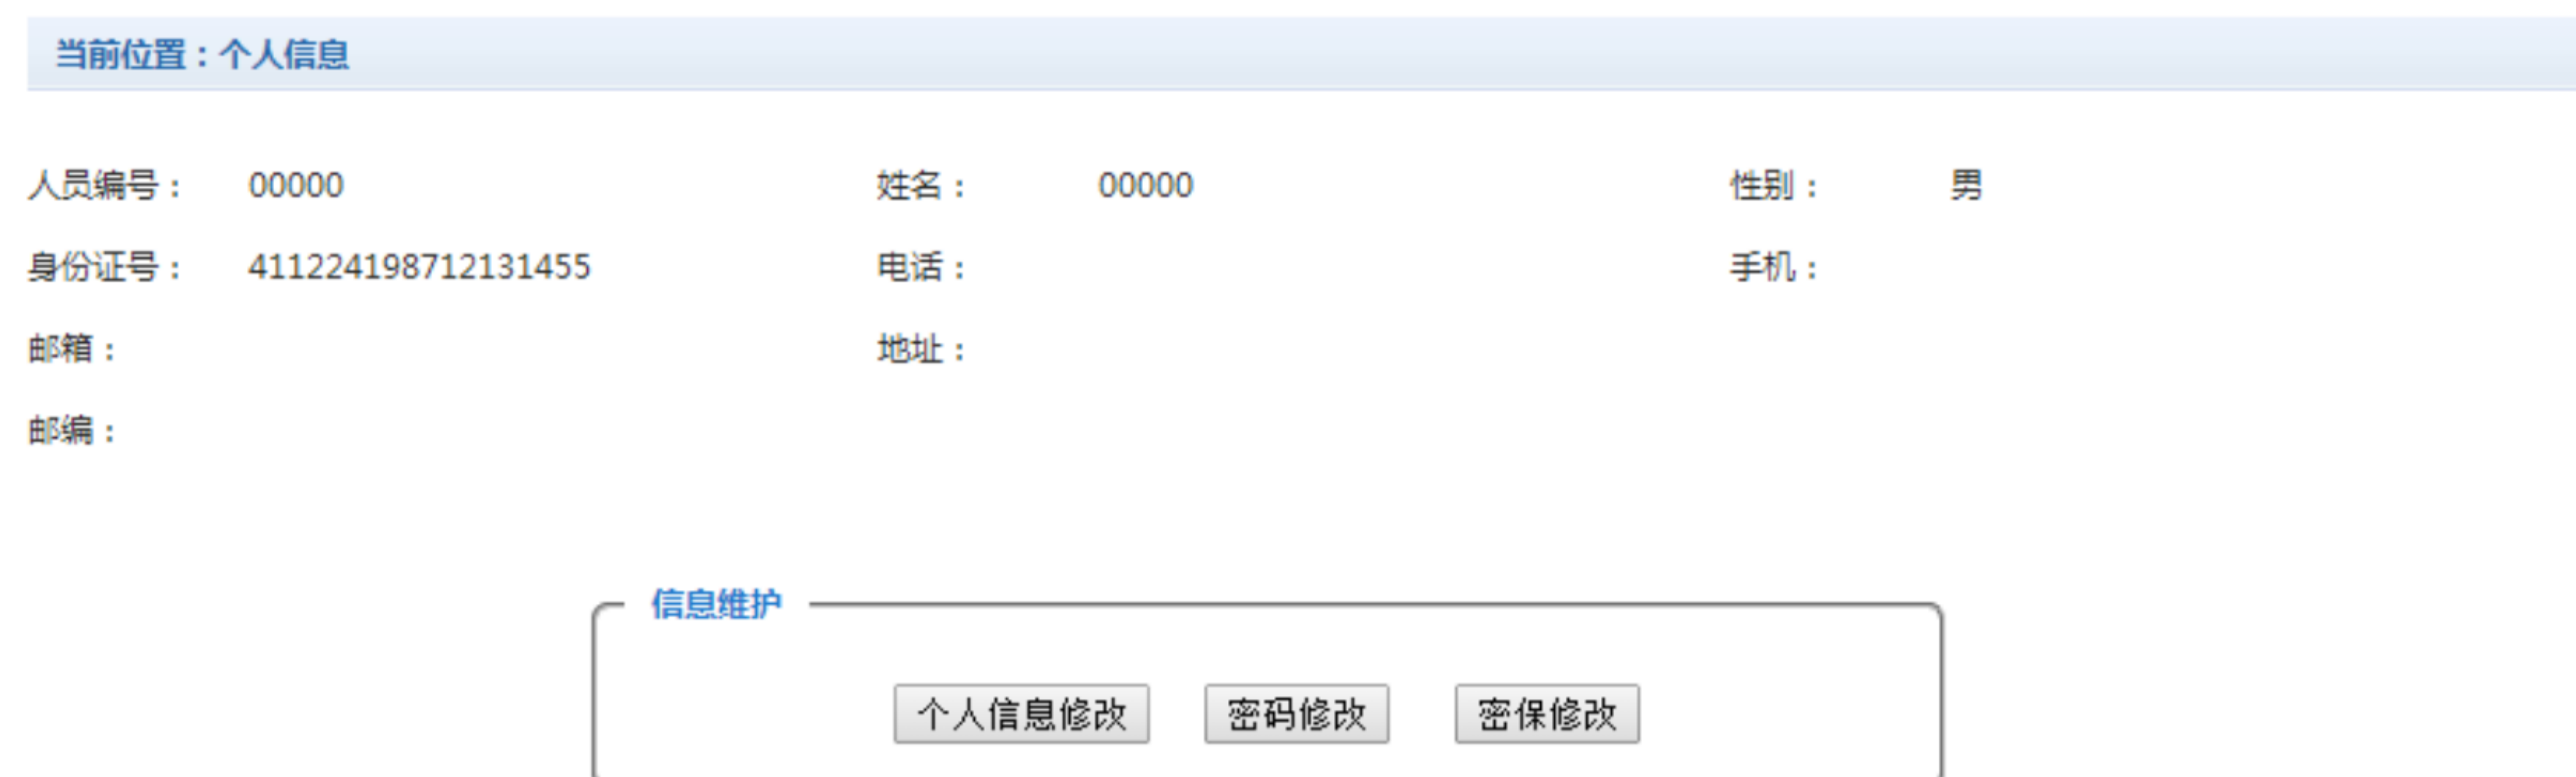 当前位置：个人信息
人员编号： 00000 姓名： 00000 性别： 男
身份证号： 411224198712131455 电话： 手机：
邮箱： 地址：
邮编：
信息维护
个人信息修改 密码修改 密保修改